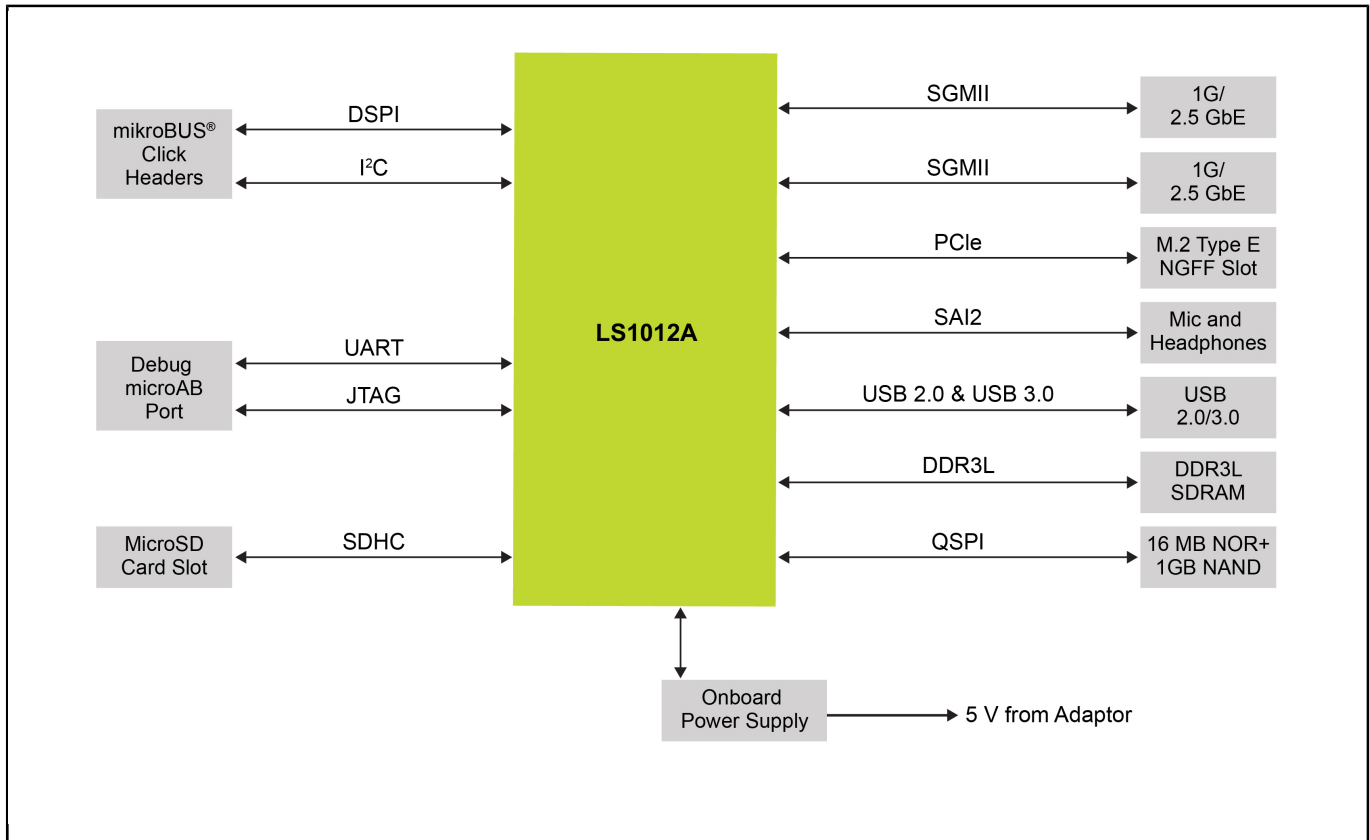 mikroBUS®
Click
Headers
DSPI
I²C
Debug
microAB
Port
UART
JTAG
MicroSD
Card Slot
SDHC
LS1012A
SGMII
1G/
2.5 GbE
SGMII
1G/
2.5 GbE
PCIe
M.2 Type E
NGFF Slot
SAI2
Mic and
Headphones
USB 2.0 & USB 3.0
USB
2.0/3.0
DDR3L
DDR3L
SDRAM
QSPI
16 MB NOR+
1GB NAND
Onboard
Power Supply
5 V from Adaptor